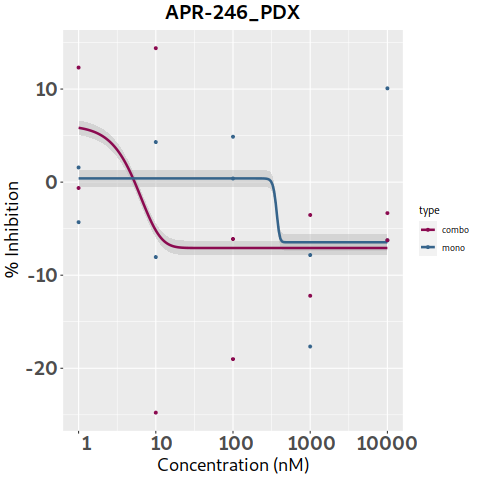 APR-246_PDX
% Inhibition
10
0
-10
-20
1 10 100 1000 10000
Concentration (nM)
type
combo
mono